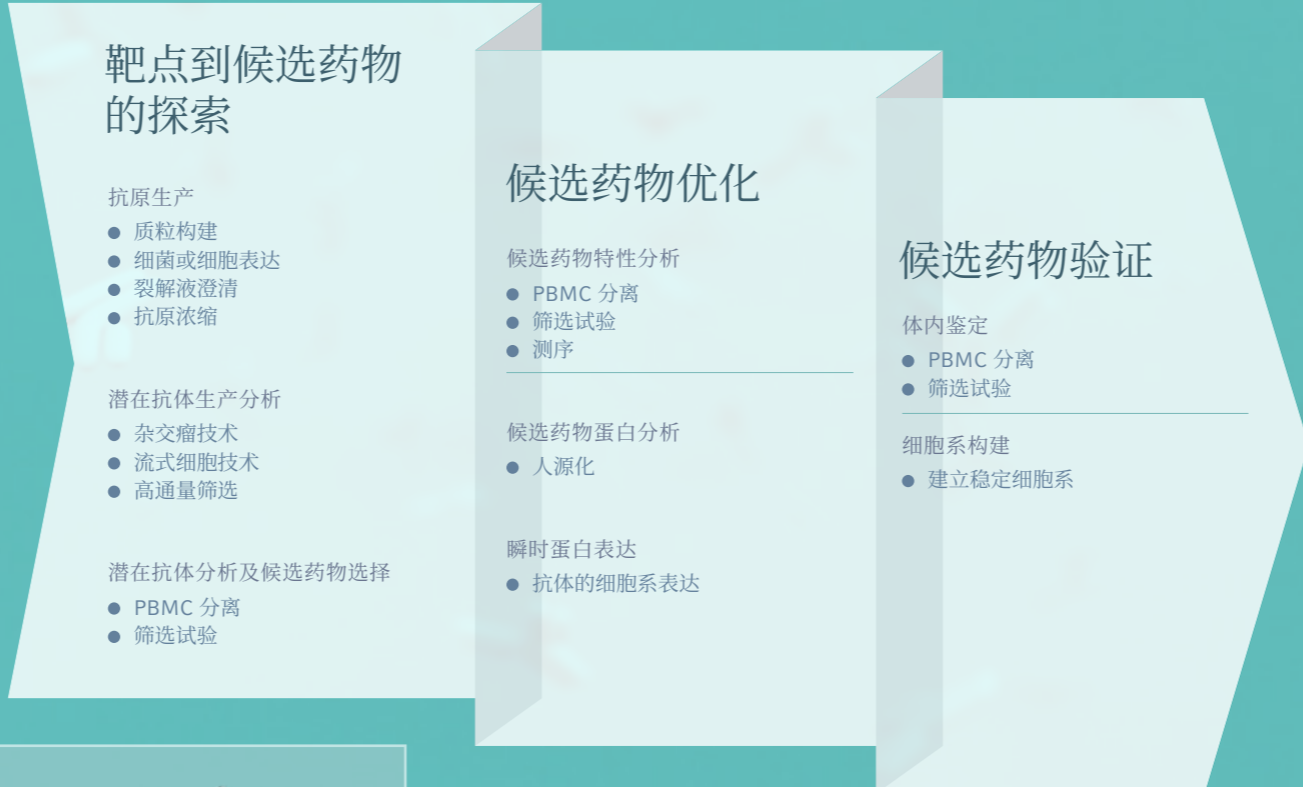 靶点到候选药物
的探索
抗原生产
● 质粒构建
● 细菌或细胞表达
● 裂解液澄清
● 抗原浓缩
潜在抗体生产分析
● 杂交瘤技术
● 流式细胞技术
● 高通量筛选
潜在抗体分析及候选药物选择
● PBMC 分离
● 筛选试验
候选药物优化
候选药物特性分析
● PBMC 分离
● 筛选试验
● 测序
候选药物蛋白分析
● 人源化
瞬时蛋白表达
● 抗体的细胞系表达
候选药物验证
体内鉴定
● PBMC 分离
● 筛选试验
细胞系构建
● 建立稳定细胞系